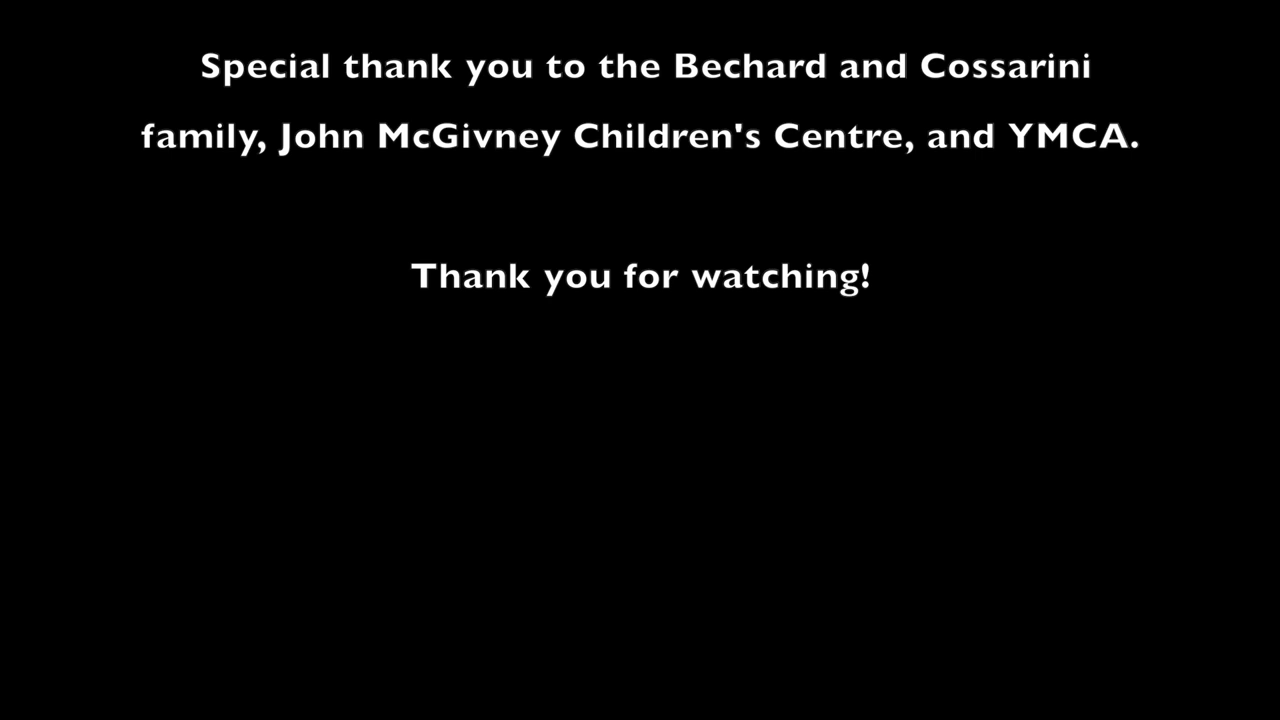 Special thank you to the Bechard and Cossarini
family, John McGivney Children's Centre, and YMCA.
Thank you for watching!